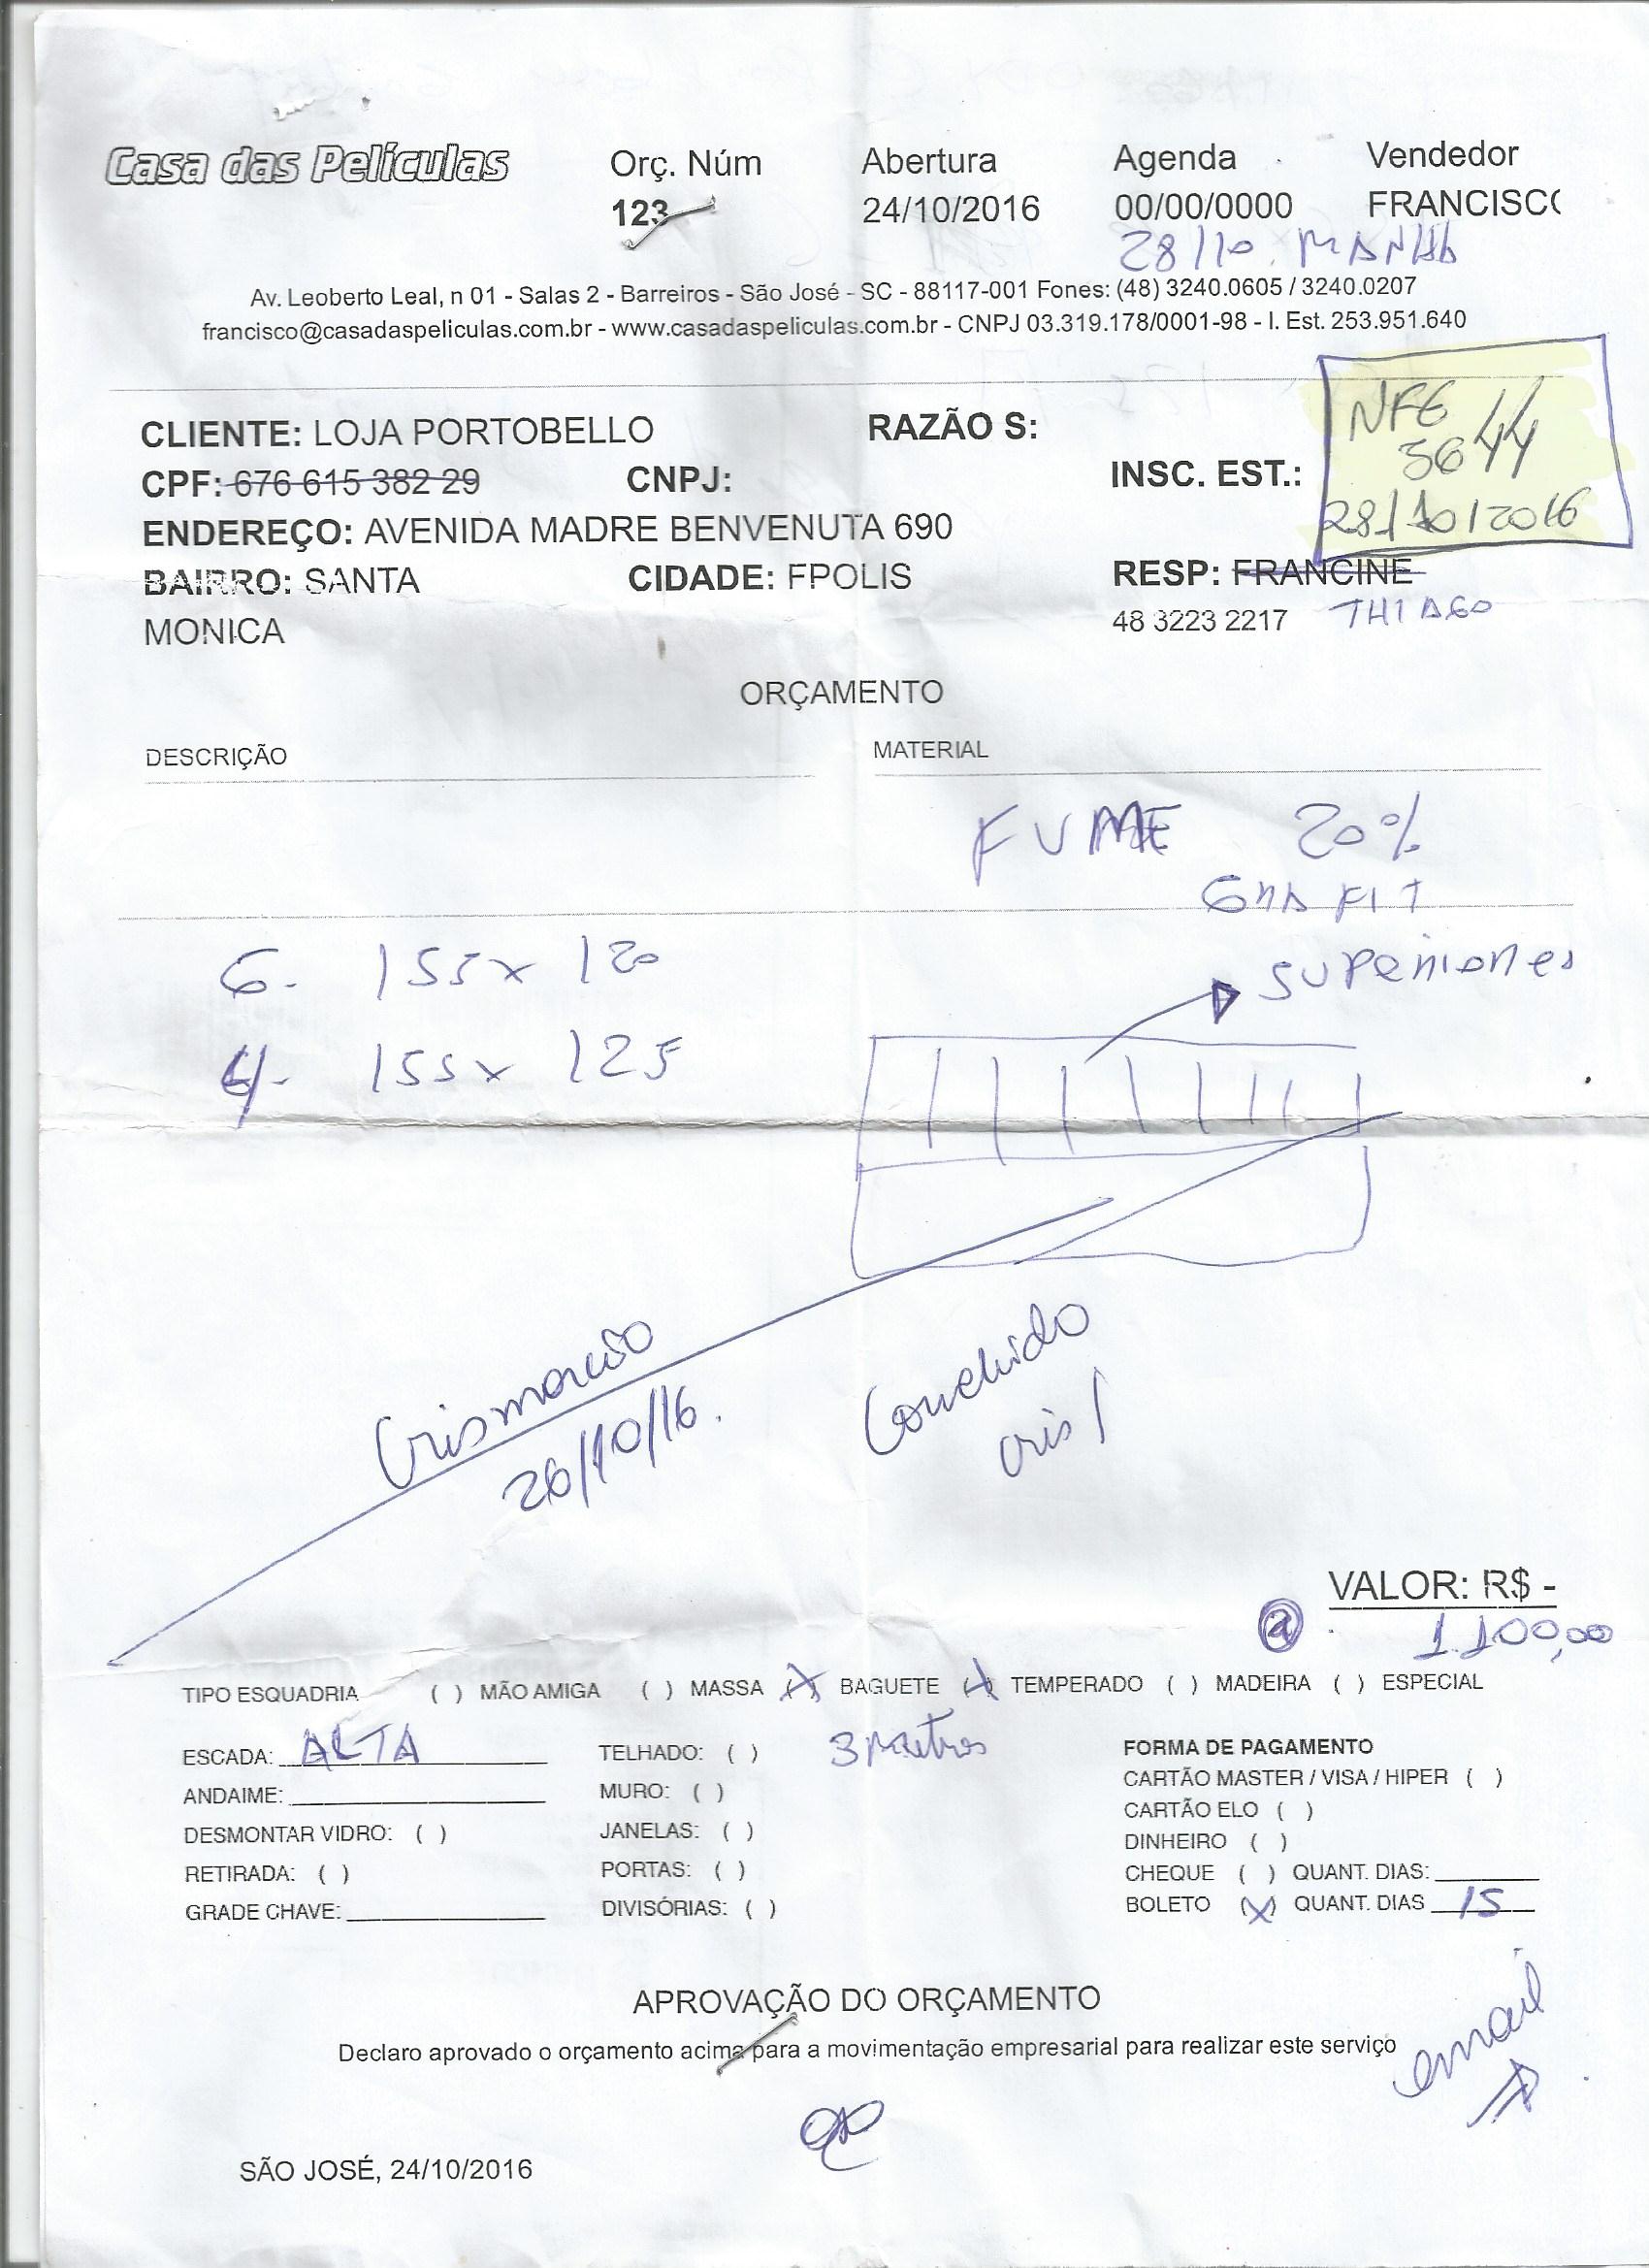 Casa das Películas Orç. Núm Abertura Agenda Vendedor
123 24/10/2016 00/00/0000 FRANCISC
28/10 MANHÃ
Av. Leoberto Leal, n 01 - Salas 2 - Barreiros - São José - SC - 88117-001 Fones: (48) 3240.0605 / 3240.0207
francisco@casadaspeliculas.com.br - www.casadaspeliculas.com.br - CNPJ 03.319.178/0001-98 - I. Est. 253.951.640
NFE
3644
28/10/2016
CLIENTE: LOJA PORTOBELLO RAZÃO S:
CPF: 676 615 382 29 CNPJ: INSC. EST.:
ENDEREÇO: AVENIDA MADRE BENVENUTA 690
BAIRRO: SANTA CIDADE: FPOLIS RESP: FRANCINE
MONICA 48 3223 2217 THIAGO
ORÇAMENTO
DESCRIÇÃO MATERIAL
FUME 20%
GRAFIT
6. 155x 120 superiores
4. 155x 125
Crismarcio
26/10/16.
Concluido
cris
VALOR: R$ -
1.100,00
TIPO ESQUADRIA ( ) MÃO AMIGA ( ) MASSA (X) BAGUETE (X) TEMPERADO ( ) MADEIRA ( ) ESPECIAL
ESCADA: ALTA TELHADO: ( ) 3 metros FORMA DE PAGAMENTO
ANDAIME: MURO: ( ) CARTÃO MASTER / VISA / HIPER ( )
DESMONTAR VIDRO: ( ) JANELAS: ( ) CARTÃO ELO ( )
RETIRADA: ( ) PORTAS: ( ) DINHEIRO ( )
GRADE CHAVE: DIVISÓRIAS: ( ) CHEQUE ( ) QUANT. DIAS:
BOLETO (X) QUANT. DIAS 15
APROVAÇÃO DO ORÇAMENTO
Declaro aprovado o orçamento acima para a movimentação empresarial para realizar este serviço
email
SÃO JOSÉ, 24/10/2016